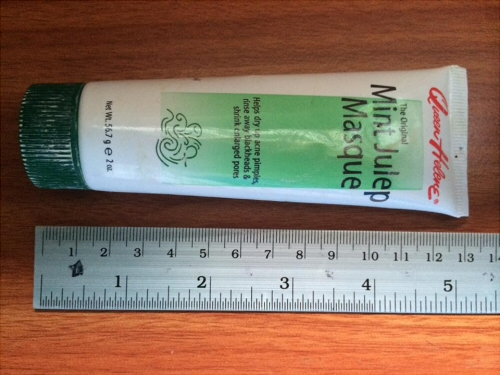 Queen Helene®
The Original
Mint Julep
Masque
Helps dry up acne pimples,
rinse away blackheads &
shrink enlarged pores
Net Wt. 56.7 g e 2 oz.
1 2 3 4 5 6 7 8 9 10 11 12 13 14
1 2 3 4 5